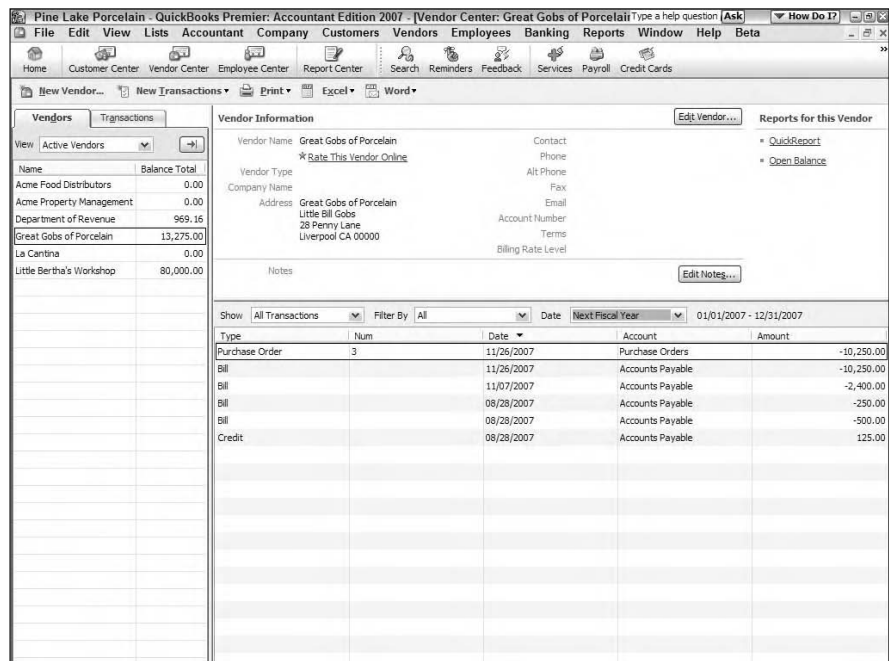 Pine Lake Porcelain - QuickBooks Premier: Accountant Edition 2007 - [Vendor Center: Great Gobs of Porcelain
Type a help question Ask How Do I?
File Edit View Lists Accountant Company Customers Vendors Employees Banking Reports Window Help Beta
Home Customer Center Vendor Center Employee Center Report Center Search Reminders Feedback Services Payroll Credit Cards
New Vendor... New Transactions Print Excel Word
Vendors Transactions
View Active Vendors
Name Balance Total
Acme Food Distributors 0.00
Acme Property Management 0.00
Department of Revenue 969.16
Great Gobs of Porcelain 13,275.00
La Cantina 0.00
Little Bertha's Workshop 80,000.00
Vendor Information
Edit Vendor...
Vendor Name Great Gobs of Porcelain
Rate This Vendor Online
Vendor Type
Company Name
Address Great Gobs of Porcelain
Little Bill Gobs
28 Penny Lane
Liverpool CA 00000
Contact
Phone
Alt Phone
Fax
Email
Account Number
Terms
Billing Rate Level
Notes
Edit Notes...
Reports for this Vendor
QuickReport
Open Balance
Show All Transactions Filter By All Date Next Fiscal Year 01/01/2007 - 12/31/2007
Type Num Date Account Amount
Purchase Order 3 11/26/2007 Purchase Orders -10,250.00
Bill 11/26/2007 Accounts Payable -10,250.00
Bill 11/07/2007 Accounts Payable -2,400.00
Bill 08/28/2007 Accounts Payable -250.00
Bill 08/28/2007 Accounts Payable -500.00
Credit 08/28/2007 Accounts Payable 125.00